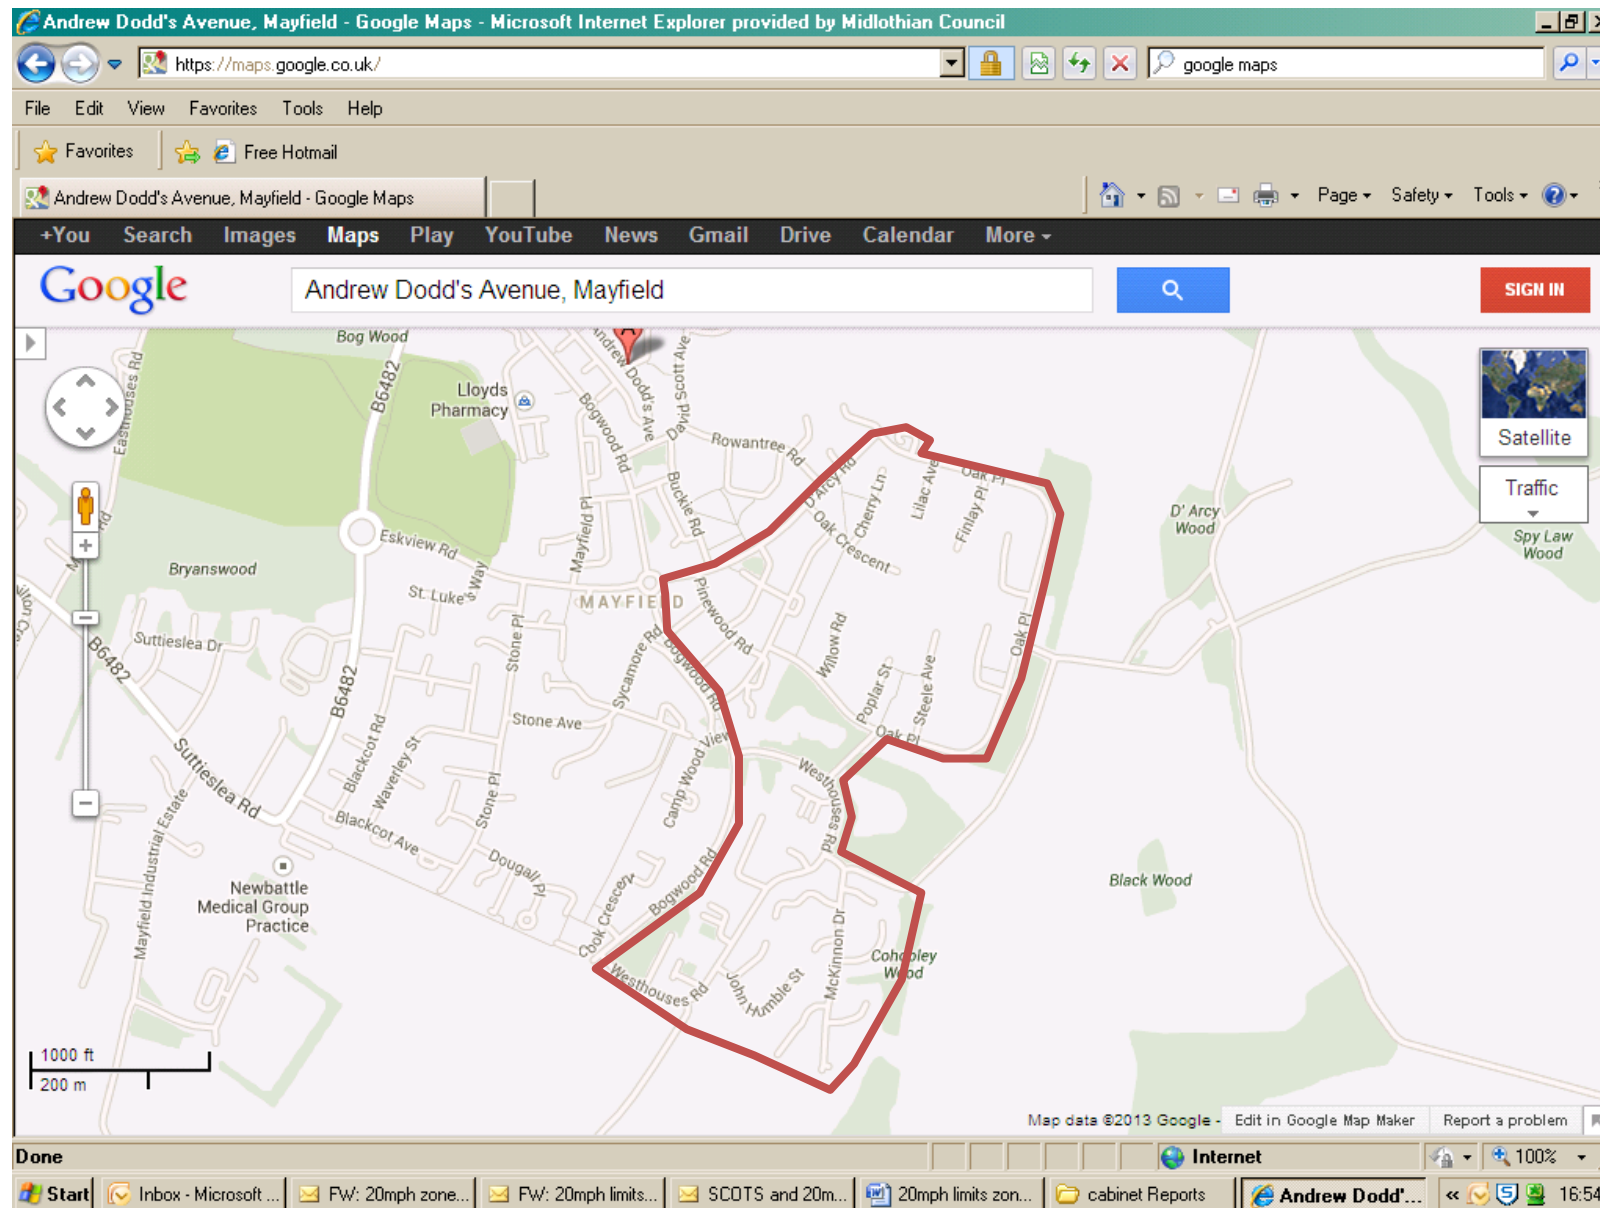 Andrew Dodd's Avenue, Mayfield - Google Maps - Microsoft Internet Explorer provided by Midlothian Council
https://maps.google.co.uk/
google maps
File Edit View Favorites Tools Help
Favorites
Free Hotmail
Andrew Dodd's Avenue, Mayfield - Google Maps
Page Safety Tools
+You Search Images Maps Play YouTube News Gmail Drive Calendar More
Google
Andrew Dodd's Avenue, Mayfield
SIGN IN
Bog Wood
A
Easthouses Rd
B6482
Lloyds
Pharmacy
Andrew Dodd's Ave
David Scott Ave
Bogwood Rd
Rowantree Rd
Satellite
Traffic
D'Arcy Rd
Cherry Ln
Lilac Ave
Oak Pl
Finlay Pl
Buckie Rd
Oak Crescent
Mayfield Pl
D' Arcy
Wood
Spy Law
Wood
Eskview Rd
Bryanswood
St. Luke's Way
MAYFIELD
Pinewood Rd
Stone Pl
Suttieslea Dr
B6482
B6482
Sycamore Rd
Bogwood Rd
Willow Rd
Oak Pl
Poplar St
Steele Ave
Oak Pl
Stone Ave
Blackcot Rd
Waverley St
Camp Wood View
Westhouses Rd
Suttieslea Rd
Stone Pl
Mayfield Industrial Estate
Blackcot Ave
Dougall Pl
Newbattle
Medical Group
Practice
Cook Crescent
Bogwood Rd
Black Wood
McKinnon Dr
Cohopley
Wood
Westhouses Rd
John Humble St
1000 ft
200 m
Map data ©2013 Google - Edit in Google Map Maker Report a problem
Done
Internet
100%
Start
Inbox - Microsoft ...
FW: 20mph zone...
FW: 20mph limits...
SCOTS and 20m...
20mph limits zon...
cabinet Reports
Andrew Dodd'...
16:54